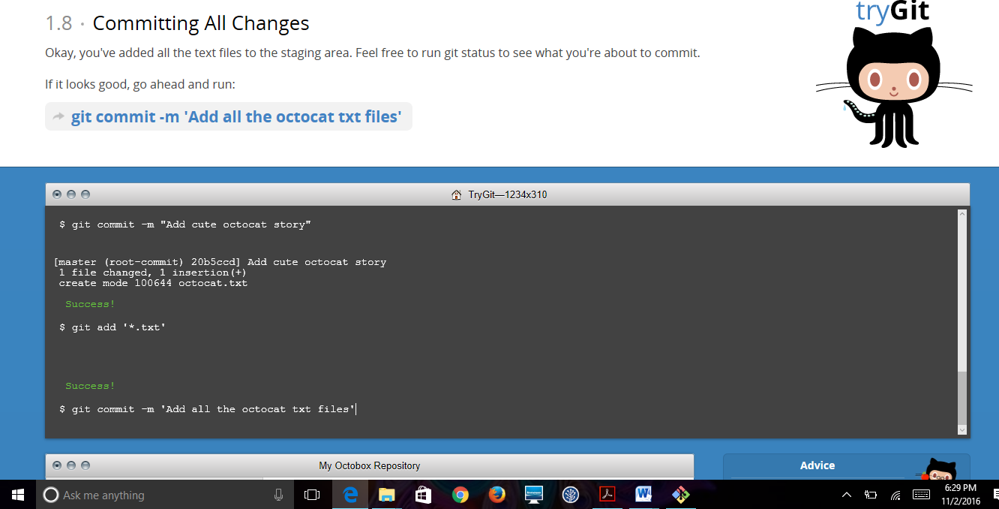 tryGit
1.8 · Committing All Changes
Okay, you've added all the text files to the staging area. Feel free to run git status to see what you're about to commit.
If it looks good, go ahead and run:
git commit -m 'Add all the octocat txt files'
TryGit—1234x310
$ git commit -m "Add cute octocat story"
[master (root-commit) 20b5ccd] Add cute octocat story
1 file changed, 1 insertion(+)
create mode 100644 octocat.txt
Success!
$ git add '*.txt'
Success!
$ git commit -m 'Add all the octocat txt files'
My Octobox Repository
Advice
Ask me anything
6:29 PM
11/2/2016